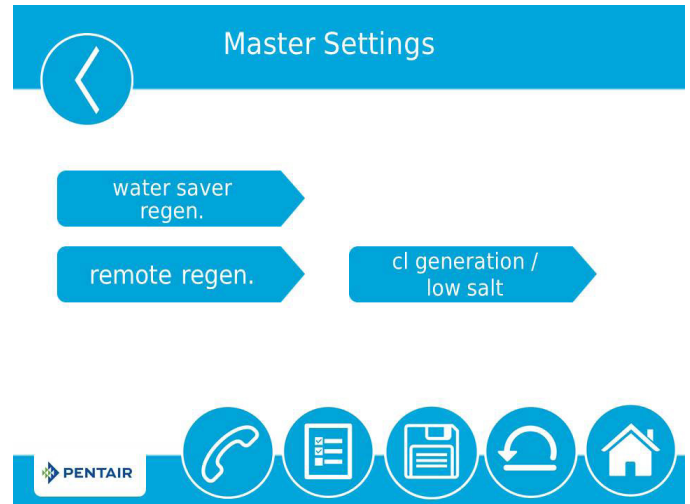 Master Settings
water saver
regen.
remote regen.
cl generation /
low salt
PENTAIR